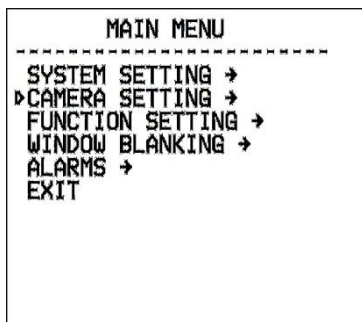 MAIN MENU
SYSTEM SETTING →
CAMERA SETTING →
FUNCTION SETTING →
WINDOW BLANKING →
ALARMS →
EXIT